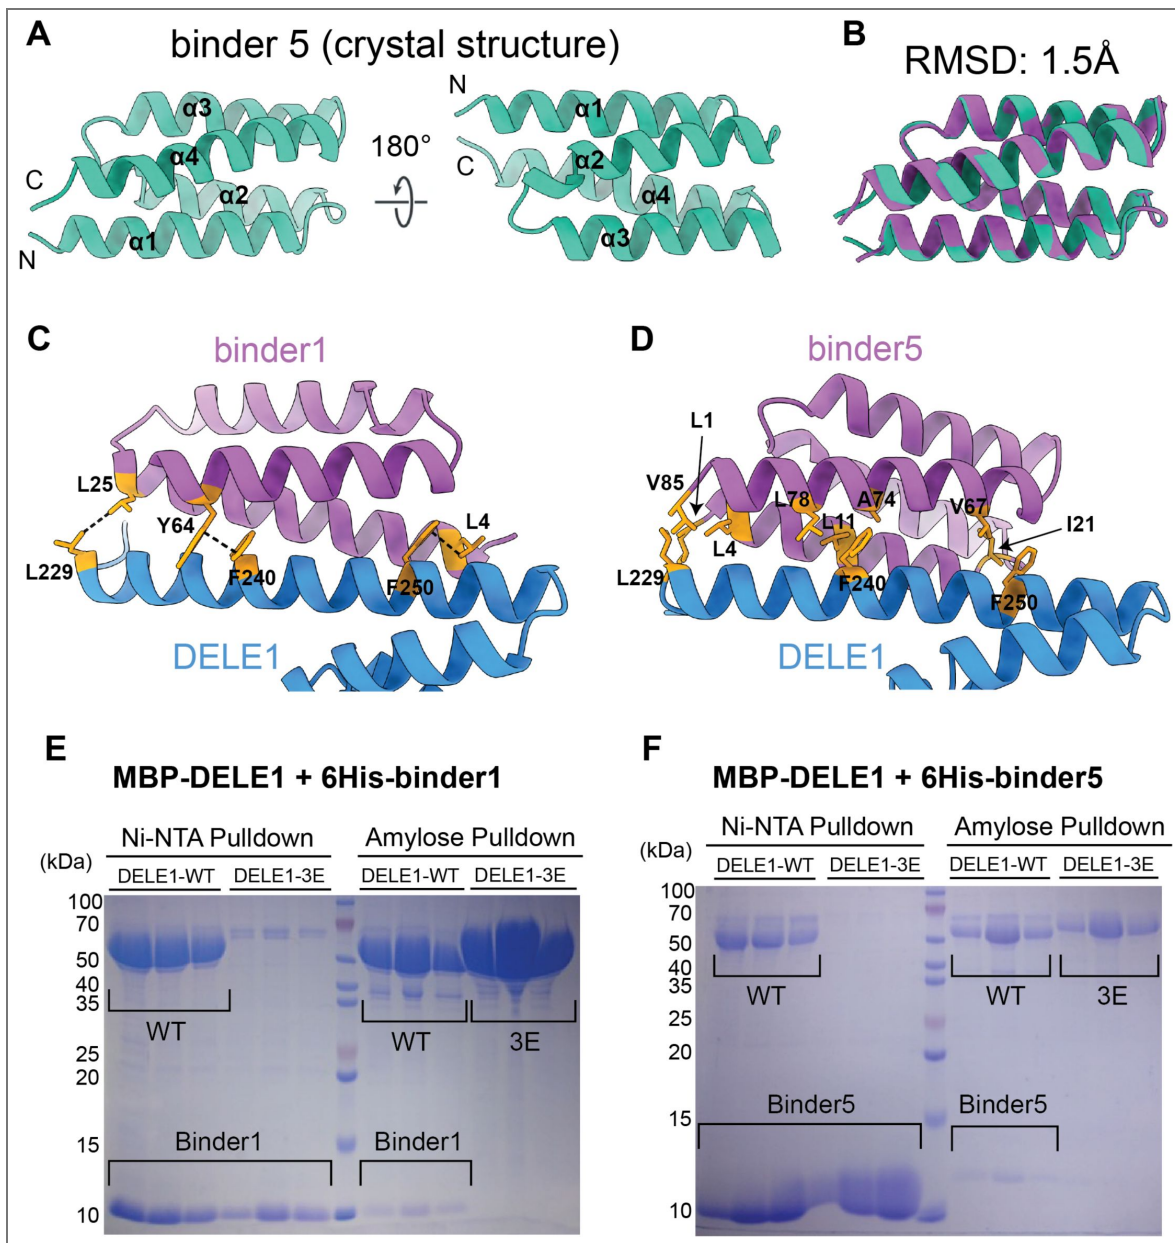 A
binder 5 (crystal structure)
B
RMSD: 1.5Å
α3
α4
C
α2
α1
N
180°
N
α1
C
α2
α4
α3
C
binder1
L25
Y64
L4
L229
F240
F250
DELE1
D
binder5
L1
V85
L78
A74
V67
L11
I21
L4
L229
F240
F250
DELE1
E
MBP-DELE1 + 6His-binder1
Ni-NTA Pulldown
Amylose Pulldown
(kDa)
DELE1-WT
DELE1-3E
DELE1-WT
DELE1-3E
100
70
50
40
35
25
20
15
10
WT
WT
3E
Binder1
Binder1
F
MBP-DELE1 + 6His-binder5
Ni-NTA Pulldown
Amylose Pulldown
(kDa)
DELE1-WT
DELE1-3E
DELE1-WT
DELE1-3E
100
70
50
40
35
25
20
15
10
WT
WT
3E
Binder5
Binder5